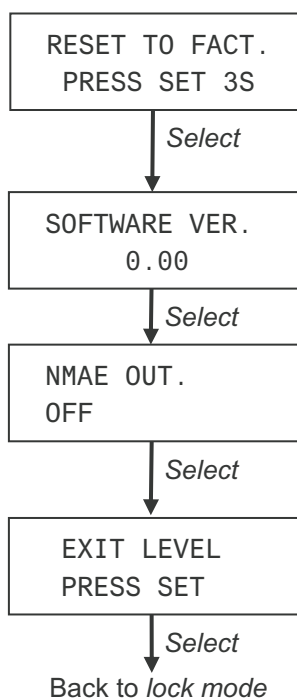 RESET TO FACT.
PRESS SET 3S
Select
SOFTWARE VER.
0.00
Select
NMAE OUT.
OFF
Select
EXIT LEVEL
PRESS SET
Select
Back to lock mode